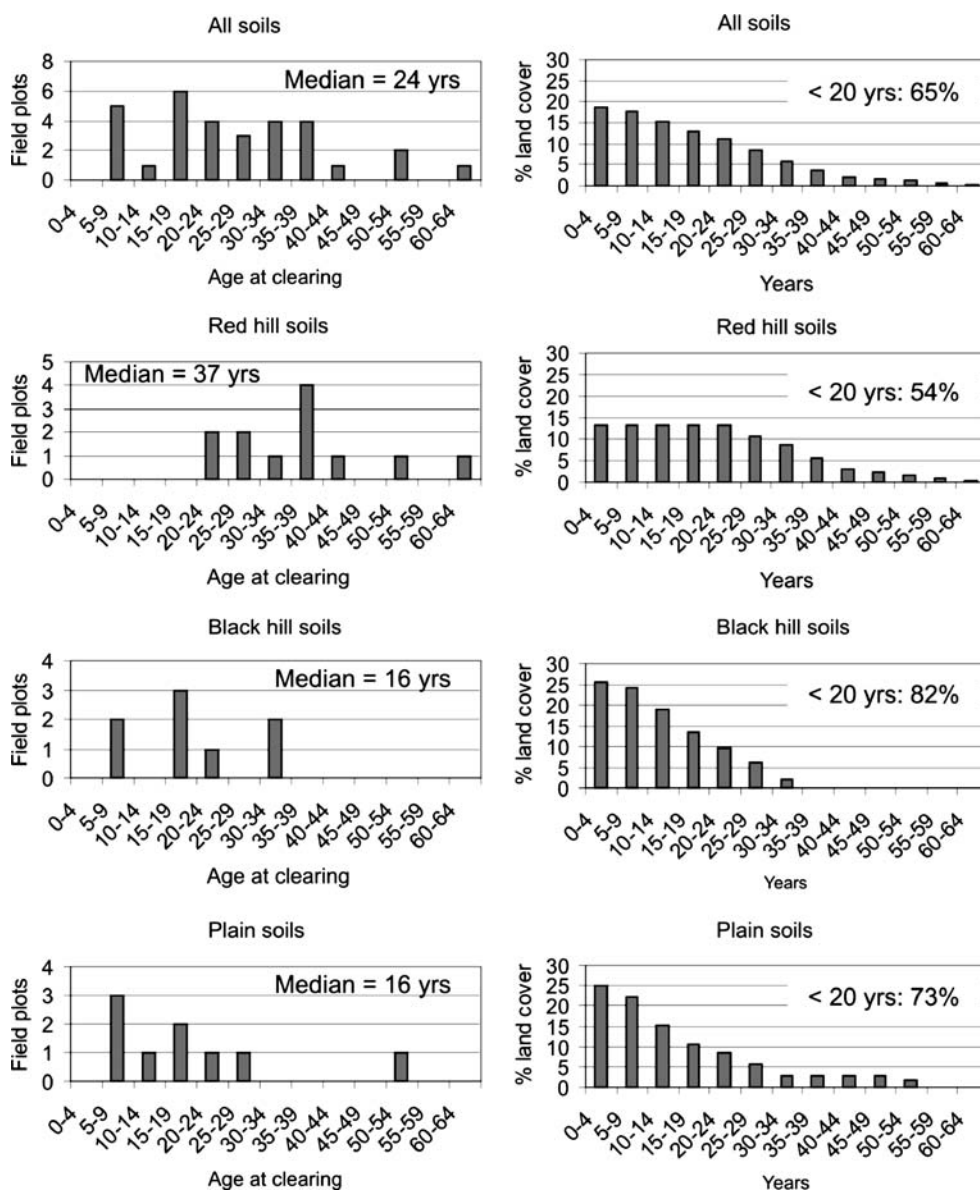 All soils
Field plots
8
6
4
2
0
Median = 24 yrs
0-4 5-9 10-14 15-19 20-24 25-29 30-34 35-39 40-44 45-49 50-54 55-59 60-64
Age at clearing
All soils
% land cover
30
25
20
15
10
5
0
< 20 yrs: 65%
0-4 5-9 10-14 15-19 20-24 25-29 30-34 35-39 40-44 45-49 50-54 55-59 60-64
Years
Red hill soils
Field plots
5
4
3
2
1
0
Median = 37 yrs
0-4 5-9 10-14 15-19 20-24 25-29 30-34 35-39 40-44 45-49 50-54 55-59 60-64
Age at clearing
Red hill soils
% land cover
30
25
20
15
10
5
0
< 20 yrs: 54%
0-4 5-9 10-14 15-19 20-24 25-29 30-34 35-39 40-44 45-49 50-54 55-59 60-64
Years
Black hill soils
Field plots
4
3
2
1
0
Median = 16 yrs
0-4 5-9 10-14 15-19 20-24 25-29 30-34 35-39 40-44 45-49 50-54 55-59 60-64
Age at clearing
Black hill soils
% land cover
30
25
20
15
10
5
0
< 20 yrs: 82%
0-4 5-9 10-14 15-19 20-24 25-29 30-34 35-39 40-44 45-49 50-54 55-59 60-64
Years
Plain soils
Field plots
4
3
2
1
0
Median = 16 yrs
0-4 5-9 10-14 15-19 20-24 25-29 30-34 35-39 40-44 45-49 50-54 55-59 60-64
Age at clearing
Plain soils
% land cover
30
25
20
15
10
5
0
< 20 yrs: 73%
0-4 5-9 10-14 15-19 20-24 25-29 30-34 35-39 40-44 45-49 50-54 55-59 60-64
Years